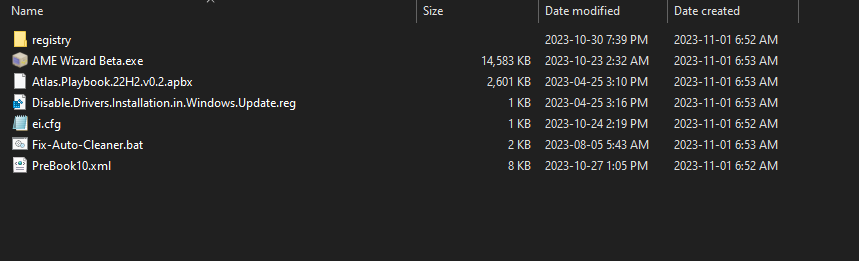 Name Size Date modified Date created
registry 2023-10-30 7:39 PM 2023-11-01 6:52 AM
AME Wizard Beta.exe 14,583 KB 2023-10-23 2:32 AM 2023-11-01 6:53 AM
Atlas.Playbook.22H2.v0.2.apbx 2,601 KB 2023-04-25 3:10 PM 2023-11-01 6:53 AM
Disable.Drivers.Installation.in.Windows.Update.reg 1 KB 2023-04-25 3:16 PM 2023-11-01 6:53 AM
ei.cfg 1 KB 2023-10-24 2:19 PM 2023-11-01 6:52 AM
Fix-Auto-Cleaner.bat 2 KB 2023-08-05 5:43 AM 2023-11-01 6:53 AM
PreBook10.xml 8 KB 2023-10-27 1:05 PM 2023-11-01 6:52 AM